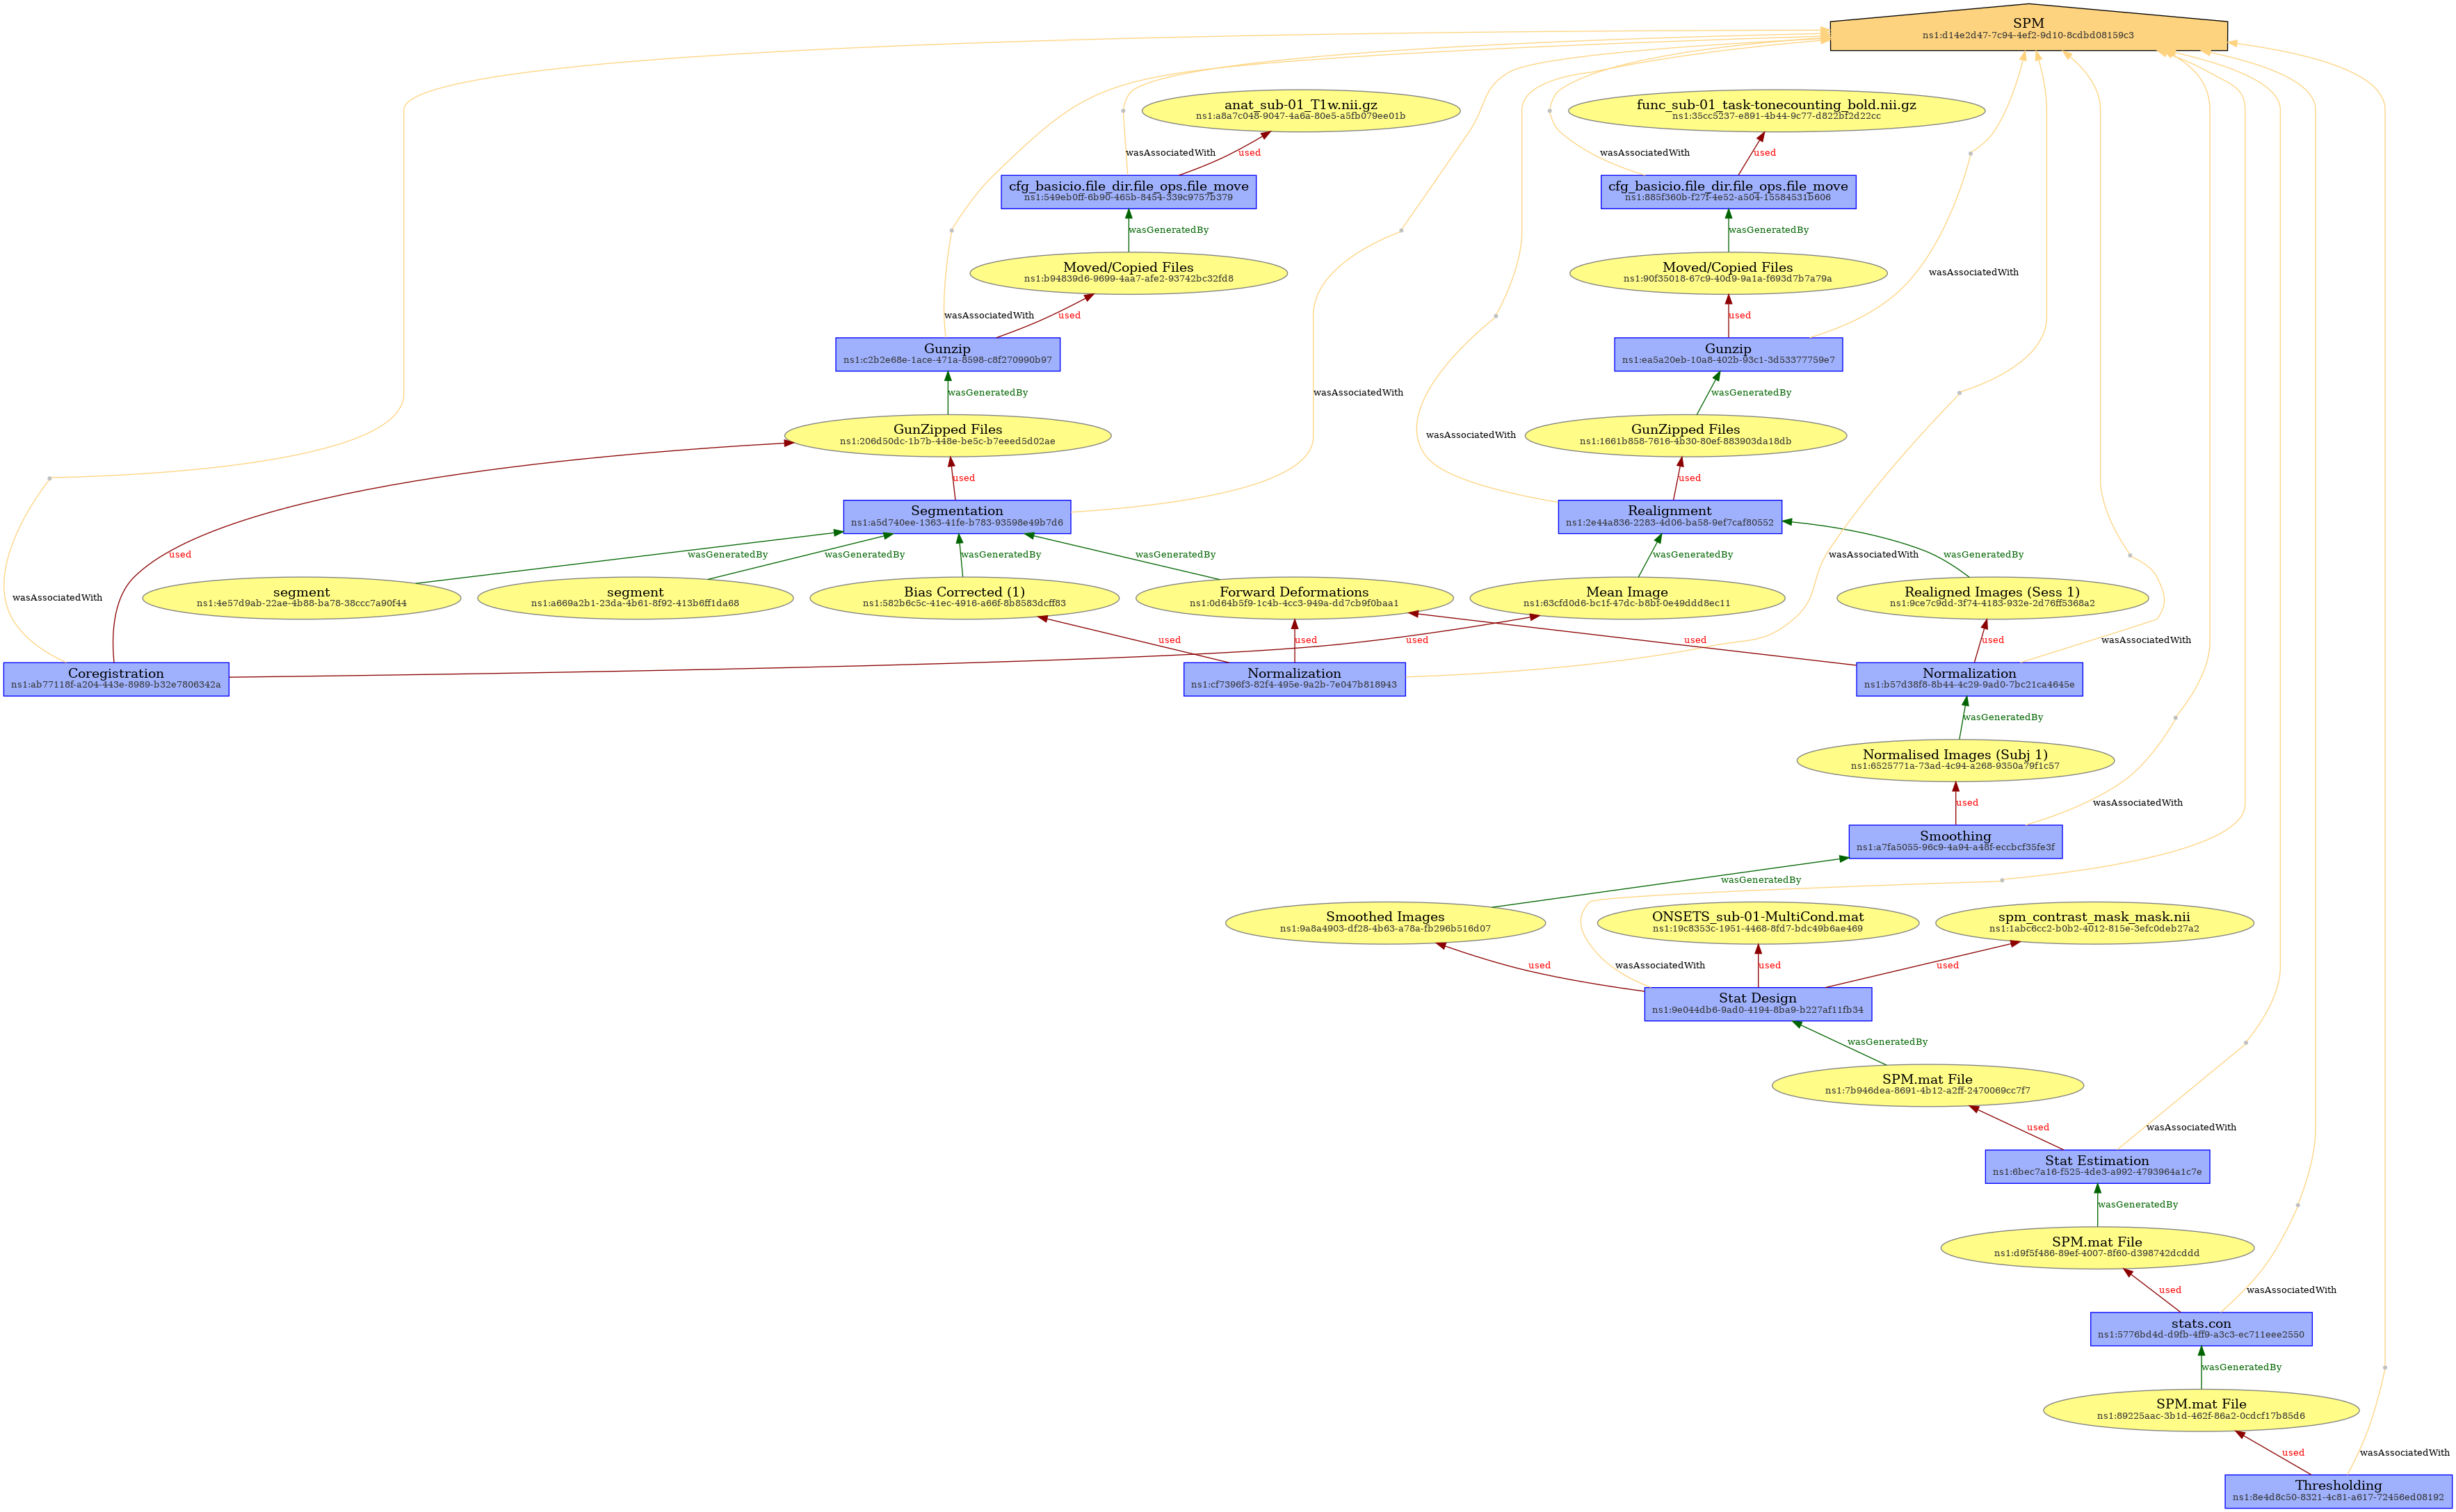 SPM
ns1:d14e2d47-7c94-4ef2-9d10-8cdbd08159c3
anat_sub-01_T1w.nii.gz
ns1:a8a7c048-9047-4a6a-80e5-a5fb079ee01b
func_sub-01_task-tonecounting_bold.nii.gz
ns1:35cc5237-e891-4b44-9c77-d822bf2d22cc
wasAssociatedWith
used
wasAssociatedWith
used
cfg_basicio.file_dir.file_ops.file_move
ns1:549eb0ff-6b90-465b-8454-339c9757b379
cfg_basicio.file_dir.file_ops.file_move
ns1:885f360b-f27f-4e52-a504-15584531b606
wasGeneratedBy
wasGeneratedBy
Moved/Copied Files
ns1:b94839d6-9699-4aa7-afe2-93742bc32fd8
Moved/Copied Files
ns1:90f35018-67c9-40d9-9a1a-f693d7b7a79a
wasAssociatedWith
wasAssociatedWith
used
used
Gunzip
ns1:c2b2e68e-1ace-471a-8598-c8f270990b97
Gunzip
ns1:ea5a20eb-10a8-402b-93c1-3d53377759e7
wasGeneratedBy
wasAssociatedWith
wasGeneratedBy
GunZipped Files
ns1:206d50dc-1b7b-448e-be5c-b7eeed5d02ae
GunZipped Files
ns1:1661b858-7616-4b30-80ef-883903da18db
wasAssociatedWith
used
used
Segmentation
ns1:a5d740ee-1363-41fe-b783-93598e49b7d6
Realignment
ns1:2e44a836-2283-4d06-ba58-9ef7caf80552
used
wasGeneratedBy
wasGeneratedBy
wasGeneratedBy
wasGeneratedBy
wasGeneratedBy
wasAssociatedWith
wasGeneratedBy
wasAssociatedWith
segment
ns1:4e57d9ab-22ae-4b88-ba78-38ccc7a90f44
segment
ns1:a669a2b1-23da-4b61-8f92-413b6ff1da68
Bias Corrected (1)
ns1:582b6c5c-41ec-4916-a66f-8b8583dcff83
Forward Deformations
ns1:0d64b5f9-1c4b-4cc3-949a-dd7cb9f0baa1
Mean Image
ns1:63cfd0d6-bc1f-47dc-b8bf-0e49ddd8ec11
Realigned Images (Sess 1)
ns1:9ce7c9dd-3f74-4183-932e-2d76ff5368a2
used
used
used
used
used
wasAssociatedWith
Coregistration
ns1:ab77118f-a204-443e-8989-b32e7806342a
Normalization
ns1:cf7396f3-82f4-495e-9a2b-7e047b818943
Normalization
ns1:b57d38f8-8b44-4c29-9ad0-7bc21ca4645e
wasGeneratedBy
Normalised Images (Subj 1)
ns1:6525771a-73ad-4c94-a268-9350a79f1c57
used
wasAssociatedWith
Smoothing
ns1:a7fa5055-96c9-4a94-a48f-eccbcf35fe3f
wasGeneratedBy
Smoothed Images
ns1:9a8a4903-df28-4b63-a78a-fb296b516d07
ONSETS_sub-01-MultiCond.mat
ns1:19c8353c-1951-4468-8fd7-bdc49b6ae469
spm_contrast_mask_mask.nii
ns1:1abc6cc2-b0b2-4012-815e-3efc0deb27a2
used
wasAssociatedWith
used
used
Stat Design
ns1:9e044db6-9ad0-4194-8ba9-b227af11fb34
wasGeneratedBy
SPM.mat File
ns1:7b946dea-8691-4b12-a2ff-2470069cc7f7
used
wasAssociatedWith
Stat Estimation
ns1:6bec7a16-f525-4de3-a992-4793964a1c7e
wasGeneratedBy
SPM.mat File
ns1:d9f5f486-89ef-4007-8f60-d398742dcddd
used
wasAssociatedWith
stats.con
ns1:5776bd4d-d9fb-4ff9-a3c3-ec711eee2550
wasGeneratedBy
SPM.mat File
ns1:89225aac-3b1d-462f-86a2-0cdcf17b85d6
used
wasAssociatedWith
Thresholding
ns1:8e4d8c50-8321-4c81-a617-72456ed08192